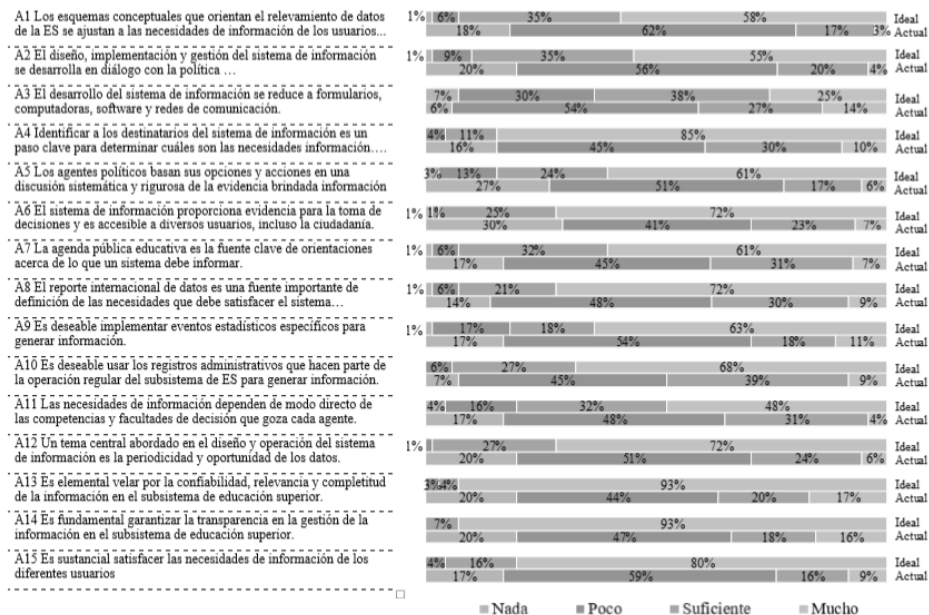 A1 Los esquemas conceptuales que orientan el relevamiento de datos
de la ES se ajustan a las necesidades de información de los usuarios...
1% 6% 35% 58% Ideal
18% 62% 17% 3% Actual
A2 El diseño, implementación y gestión del sistema de información
se desarrolla en diálogo con la política …
1% 9% 35% 55% Ideal
20% 56% 20% 4% Actual
A3 El desarrollo del sistema de información se reduce a formularios,
computadoras, software y redes de comunicación.
7% 30% 38% 25% Ideal
6% 54% 27% 14% Actual
A4 Identificar a los destinatarios del sistema de información es un
paso clave para determinar cuáles son las necesidades información….
4% 11% 85% Ideal
16% 45% 30% 10% Actual
A5 Los agentes políticos basan sus opciones y acciones en una
discusión sistemática y rigurosa de la evidencia brindada información
3% 13% 24% 61% Ideal
27% 51% 17% 6% Actual
A6 El sistema de información proporciona evidencia para la toma de
decisiones y es accesible a diversos usuarios, incluso la ciudadanía.
1% 1% 25% 72% Ideal
30% 41% 23% 7% Actual
A7 La agenda pública educativa es la fuente clave de orientaciones
acerca de lo que un sistema debe informar.
1% 6% 32% 61% Ideal
17% 45% 31% 7% Actual
A8 El reporte internacional de datos es una fuente importante de
definición de las necesidades que debe satisfacer el sistema…
1% 6% 21% 72% Ideal
14% 48% 30% 9% Actual
A9 Es deseable implementar eventos estadísticos específicos para
generar información.
1% 17% 18% 63% Ideal
17% 54% 18% 11% Actual
A10 Es deseable usar los registros administrativos que hacen parte de
la operación regular del subsistema de ES para generar información.
6% 27% 68% Ideal
7% 45% 39% 9% Actual
A11 Las necesidades de información dependen de modo directo de
las competencias y facultades de decisión que goza cada agente.
4% 16% 32% 48% Ideal
17% 48% 31% 4% Actual
A12 Un tema central abordado en el diseño y operación del sistema
de información es la periodicidad y oportunidad de los datos.
1% 27% 72% Ideal
20% 51% 24% 6% Actual
A13 Es elemental velar por la confiabilidad, relevancia y completitud
de la información en el subsistema de educación superior.
3% 4% 93% Ideal
20% 44% 20% 17% Actual
A14 Es fundamental garantizar la transparencia en la gestión de la
información en el subsistema de educación superior.
7% 93% Ideal
20% 47% 18% 16% Actual
A15 Es sustancial satisfacer las necesidades de información de los
diferentes usuarios
4% 16% 80% Ideal
17% 59% 16% 9% Actual
Nada Poco Suficiente Mucho